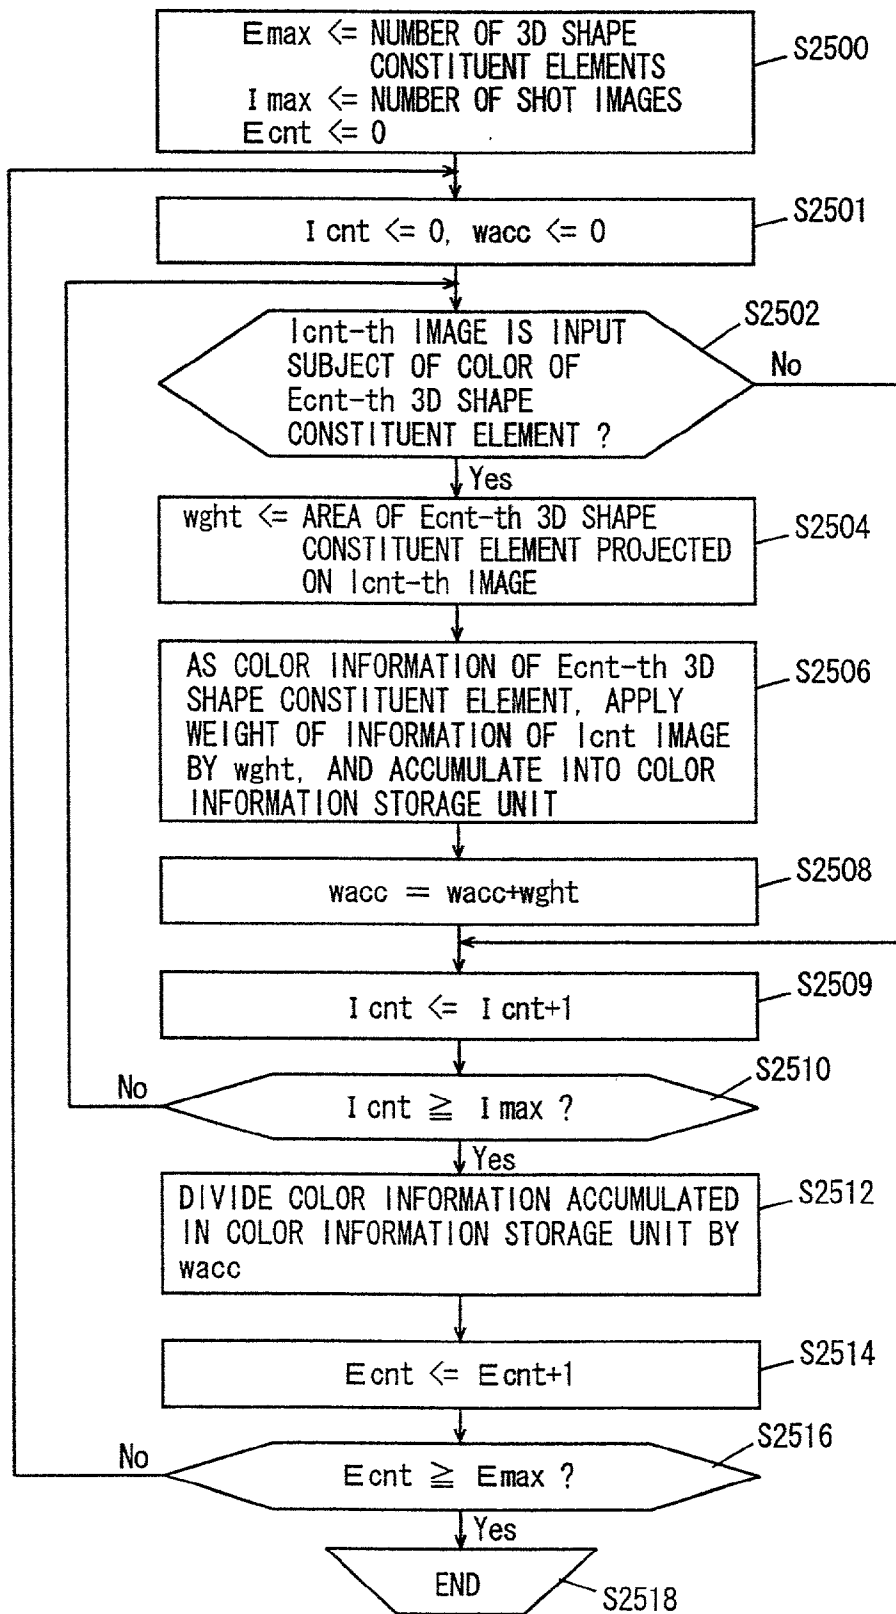 Emax <= NUMBER OF 3D SHAPE
CONSTITUENT ELEMENTS
Imax <= NUMBER OF SHOT IMAGES
Ecnt <= 0
S2500
Icnt <= 0, wacc <= 0
S2501
Icnt-th IMAGE IS INPUT
SUBJECT OF COLOR OF
Ecnt-th 3D SHAPE
CONSTITUENT ELEMENT ?
S2502
No
Yes
wght <= AREA OF Ecnt-th 3D SHAPE
CONSTITUENT ELEMENT PROJECTED
ON Icnt-th IMAGE
S2504
AS COLOR INFORMATION OF Ecnt-th 3D
SHAPE CONSTITUENT ELEMENT, APPLY
WEIGHT OF INFORMATION OF Icnt IMAGE
BY wght, AND ACCUMULATE INTO COLOR
INFORMATION STORAGE UNIT
S2506
wacc = wacc+wght
S2508
Icnt <= Icnt+1
S2509
No
Icnt ≧ Imax ?
S2510
Yes
DIVIDE COLOR INFORMATION ACCUMULATED
IN COLOR INFORMATION STORAGE UNIT BY
wacc
S2512
Ecnt <= Ecnt+1
S2514
No
Ecnt ≧ Emax ?
S2516
Yes
END
S2518